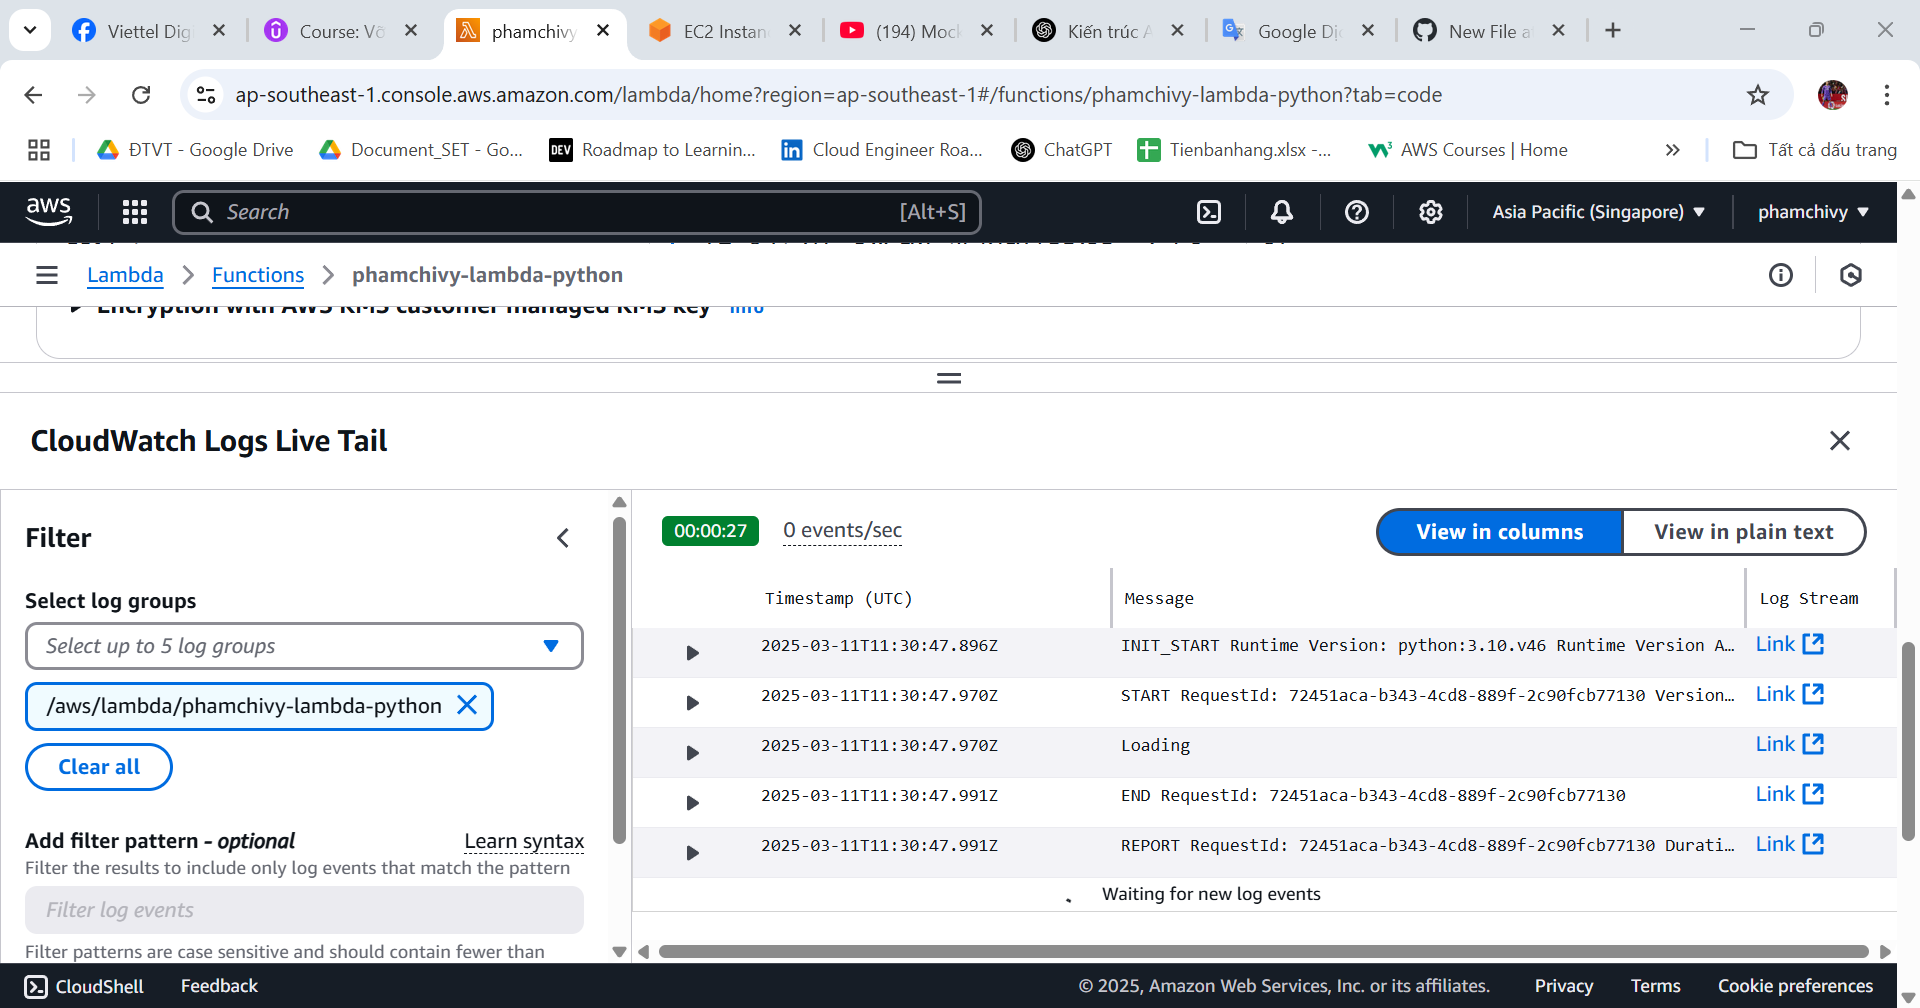 Viettel Dig
Course: Vỡ
phamchivy
EC2 Instan
(194) Mock
Kiến trúc A
Google Dị
New File a
ap-southeast-1.console.aws.amazon.com/lambda/home?region=ap-southeast-1#/functions/phamchivy-lambda-python?tab=code
ĐTVT - Google Drive
Document_SET - Go...
DEV Roadmap to Learnin...
Cloud Engineer Roa...
ChatGPT
Tienbanhang.xlsx -...
AWS Courses | Home
Tất cả dấu trang
aws
Search
[Alt+S]
Asia Pacific (Singapore)
phamchivy
Lambda
Functions
phamchivy-lambda-python
Encryption with AWS KMS customer managed KMS key Info
CloudWatch Logs Live Tail
Filter
Select log groups
Select up to 5 log groups
/aws/lambda/phamchivy-lambda-python
Clear all
Add filter pattern - optional
Learn syntax
Filter the results to include only log events that match the pattern
Filter log events
Filter patterns are case sensitive and should contain fewer than
00:00:27
0 events/sec
View in columns
View in plain text
Timestamp (UTC) Message Log Stream
2025-03-11T11:30:47.896Z INIT_START Runtime Version: python:3.10.v46 Runtime Version A… Link
2025-03-11T11:30:47.970Z START RequestId: 72451aca-b343-4cd8-889f-2c90fcb77130 Version… Link
2025-03-11T11:30:47.970Z Loading Link
2025-03-11T11:30:47.991Z END RequestId: 72451aca-b343-4cd8-889f-2c90fcb77130 Link
2025-03-11T11:30:47.991Z REPORT RequestId: 72451aca-b343-4cd8-889f-2c90fcb77130 Durati… Link
Waiting for new log events
CloudShell
Feedback
© 2025, Amazon Web Services, Inc. or its affiliates.
Privacy
Terms
Cookie preferences